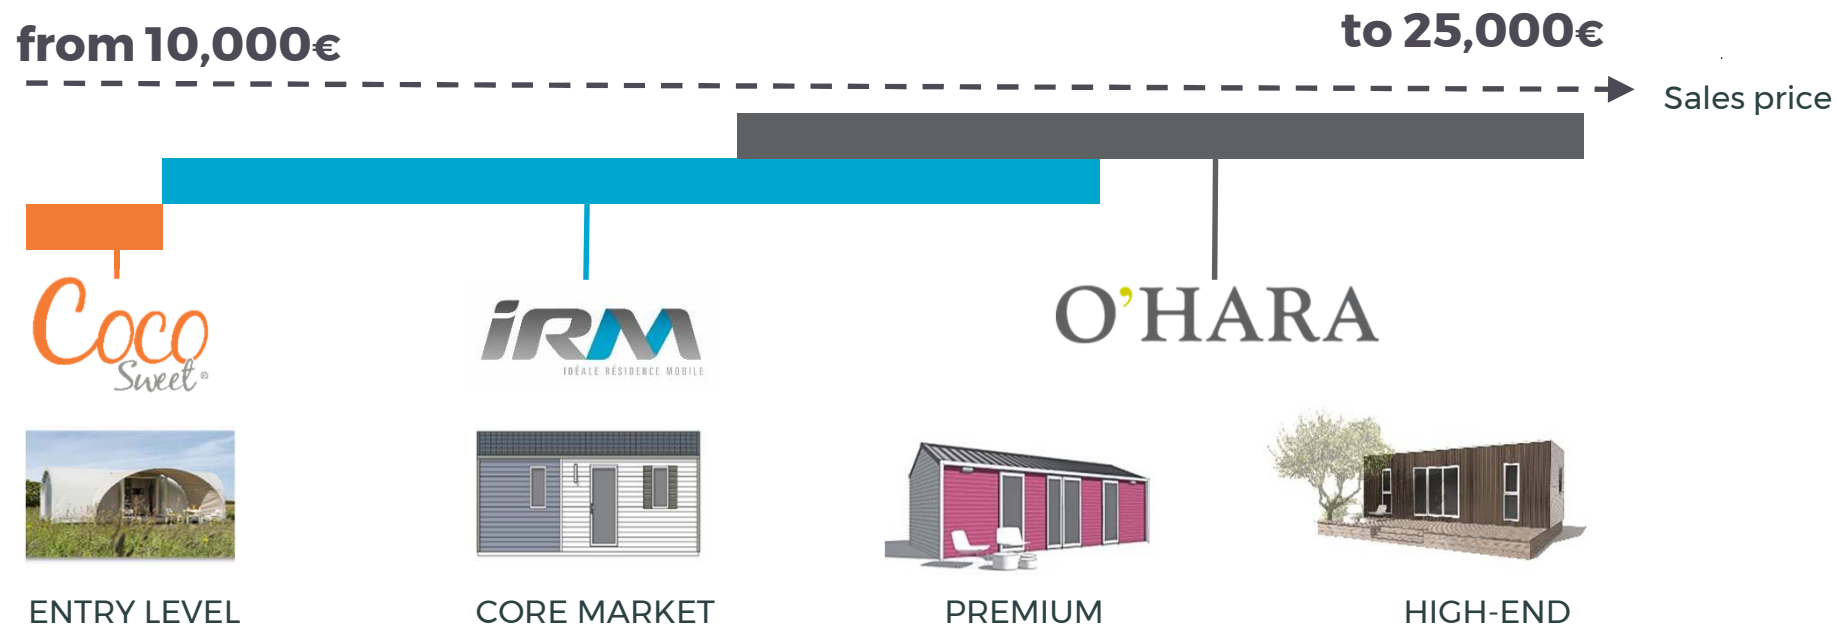 from 10,000€
to 25,000€
Sales price
Coco
Sweet®
iRM
IDÉALE RÉSIDENCE MOBILE
O'HARA
ENTRY LEVEL
CORE MARKET
PREMIUM
HIGH-END